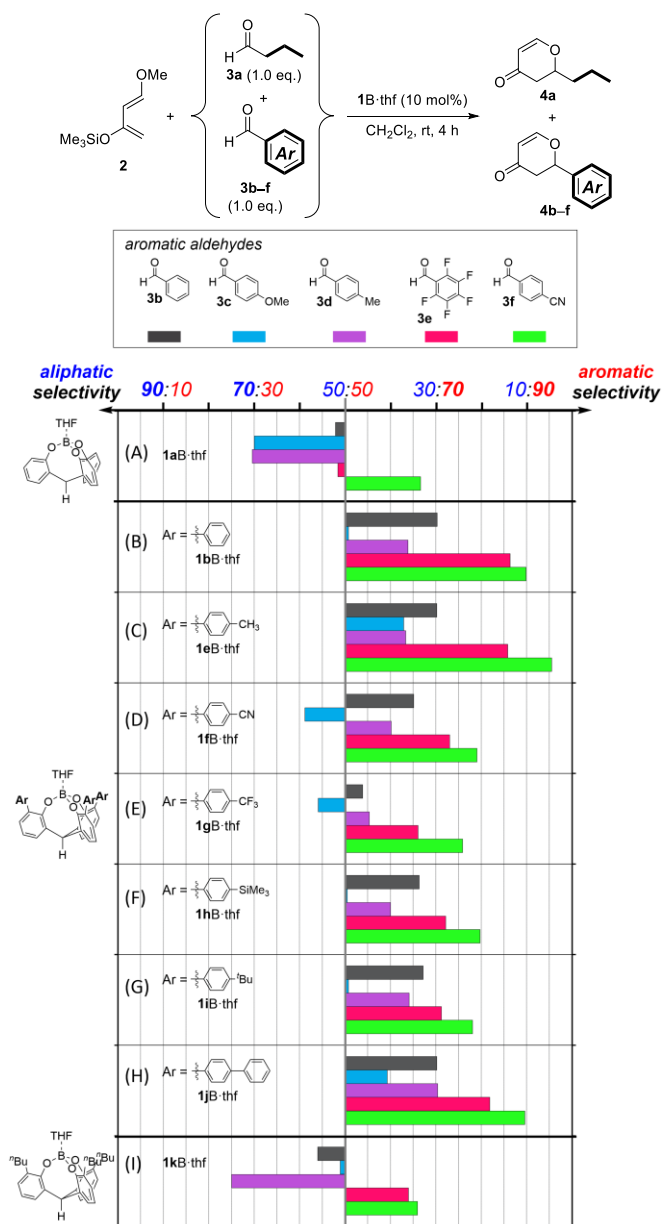 O
H
3a (1.0 eq.)
+
O
H
Ar
3b–f
(1.0 eq.)
OMe
Me3SiO
2
+
1B·thf (10 mol%)
CH2Cl2, rt, 4 h
4a
O
O
+
O
O
Ar
4b–f
aromatic aldehydes
O
H
3b
O
H
3c
OMe
O
H
3d
Me
O
H
F
F
F
F
F
3e
O
H
3f
CN
aliphatic
selectivity
90:10
70:30
50:50
30:70
10:90
aromatic
selectivity
THF
B
O
O
O
H
(A)
1aB·thf
(B)
Ar =
1bB·thf
(C)
Ar =
CH3
1eB·thf
(D)
Ar =
CN
1fB·thf
THF
Ar
B
Ar
Ar
O
O
O
H
(E)
Ar =
CF3
1gB·thf
(F)
Ar =
SiMe3
1hB·thf
(G)
Ar =
tBu
1iB·thf
(H)
Ar =
1jB·thf
THF
nBu
B
nBu
nBu
O
O
O
H
(I)
1kB·thf